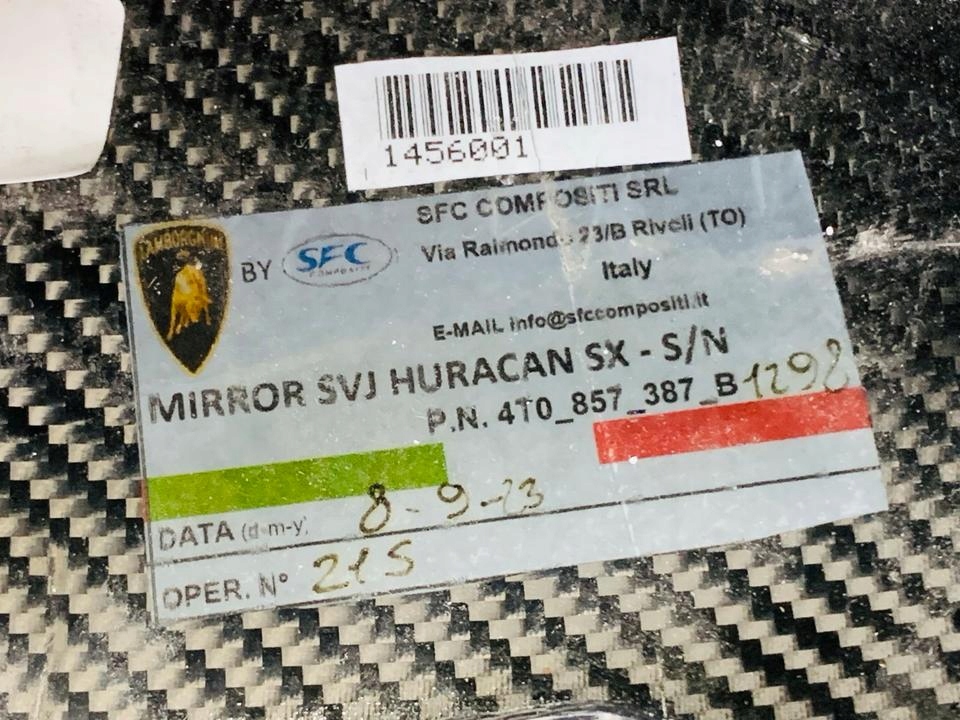 1456001
SFC COMPOSITI SRL
Via Raimondo 23/B Rivoli (TO)
Italy
LAMBORGHINI
BY SFC
COMPOSITI
E-MAIL info@sfccompositi.it
MIRROR SVJ HURACAN SX - S/N
P.N. 4T0_857_387_B 1298
DATA (d-m-y) 8-9-23
OPER. N° 215